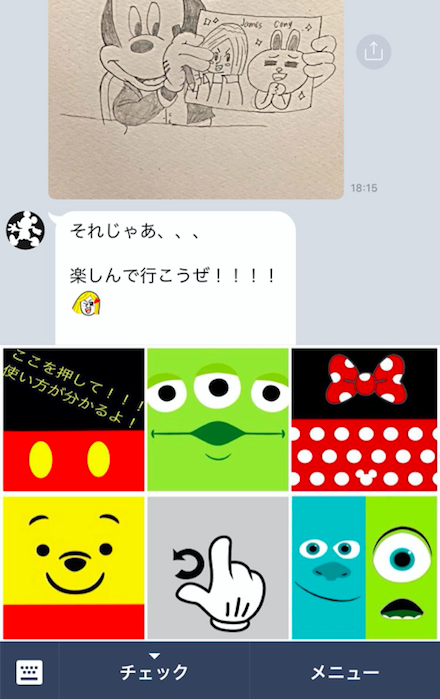 James Cony
18:15
それじゃあ、、、
楽しんで行こうぜ！！！！
ここを押して！！！
使い方が分かるよ！
チェック
メニュー